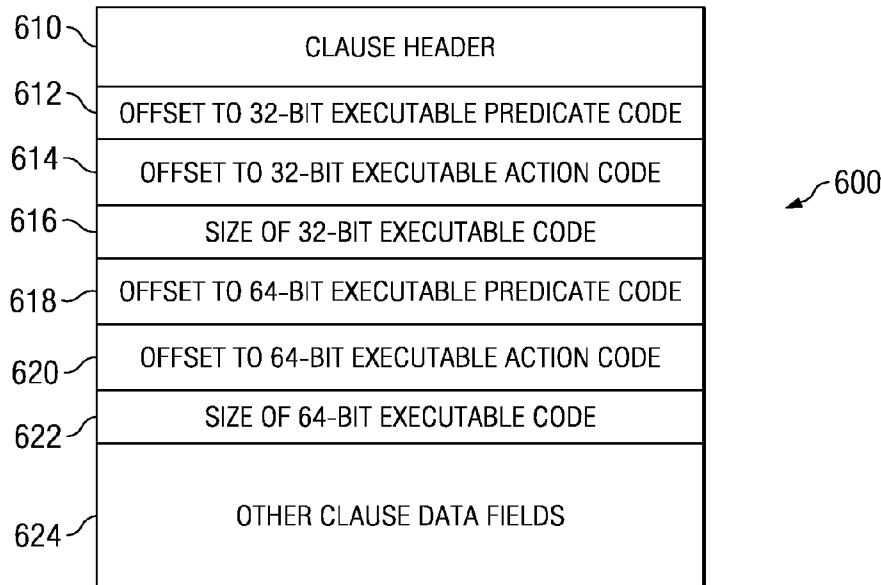 610
CLAUSE HEADER
612
OFFSET TO 32-BIT EXECUTABLE PREDICATE CODE
614
OFFSET TO 32-BIT EXECUTABLE ACTION CODE
600
616
SIZE OF 32-BIT EXECUTABLE CODE
618
OFFSET TO 64-BIT EXECUTABLE PREDICATE CODE
620
OFFSET TO 64-BIT EXECUTABLE ACTION CODE
622
SIZE OF 64-BIT EXECUTABLE CODE
624
OTHER CLAUSE DATA FIELDS